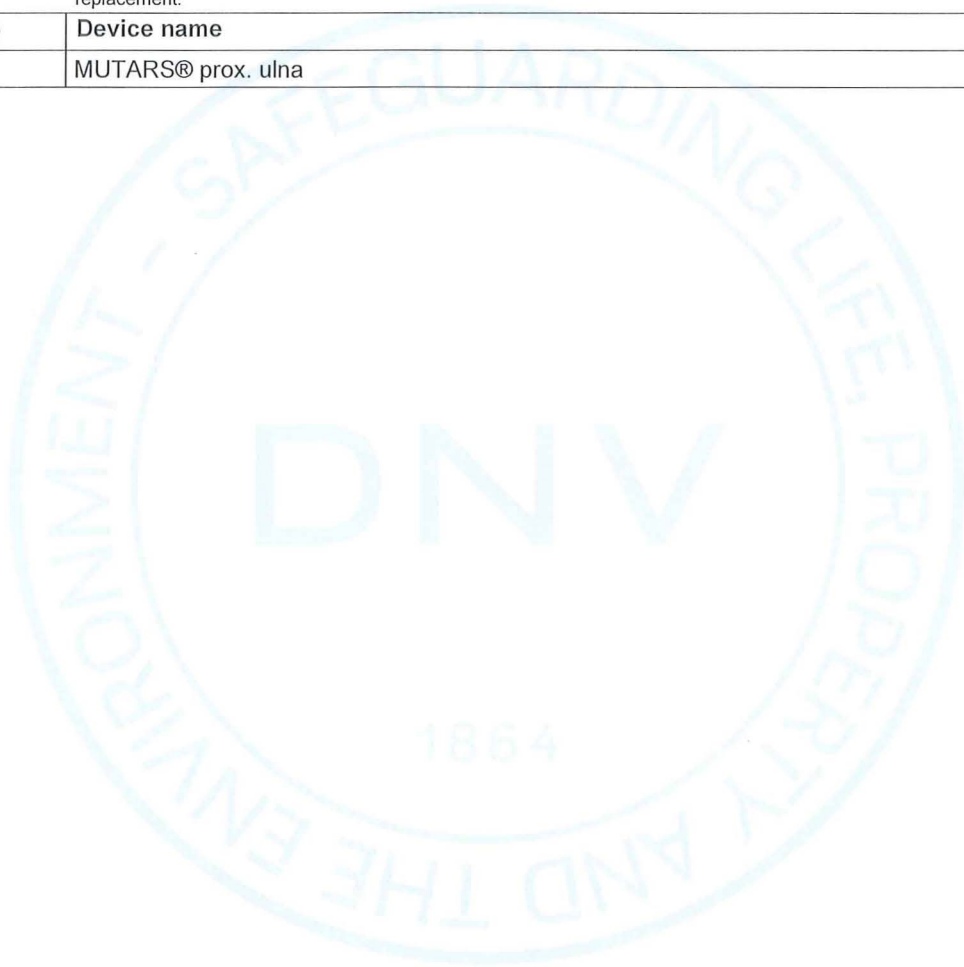 replacement.
Device name
MUTARS® prox. ulna
SAFEGUARDING LIFE, PROPERTY AND THE ENVIRONMENT -
DNV
1864